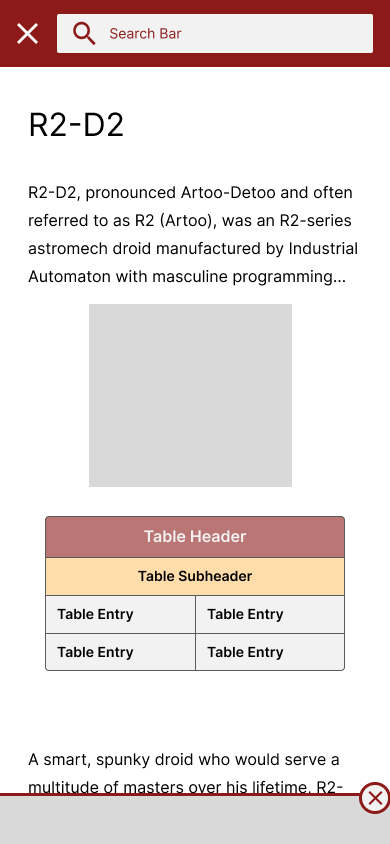 Search Bar
R2-D2
R2-D2, pronounced Artoo-Detoo and often
referred to as R2 (Artoo), was an R2-series
astromech droid manufactured by Industrial
Automaton with masculine programming...
Table Header
Table Subheader
Table Entry Table Entry
Table Entry Table Entry
A smart, spunky droid who would serve a
multitude of masters over his lifetime, R2-